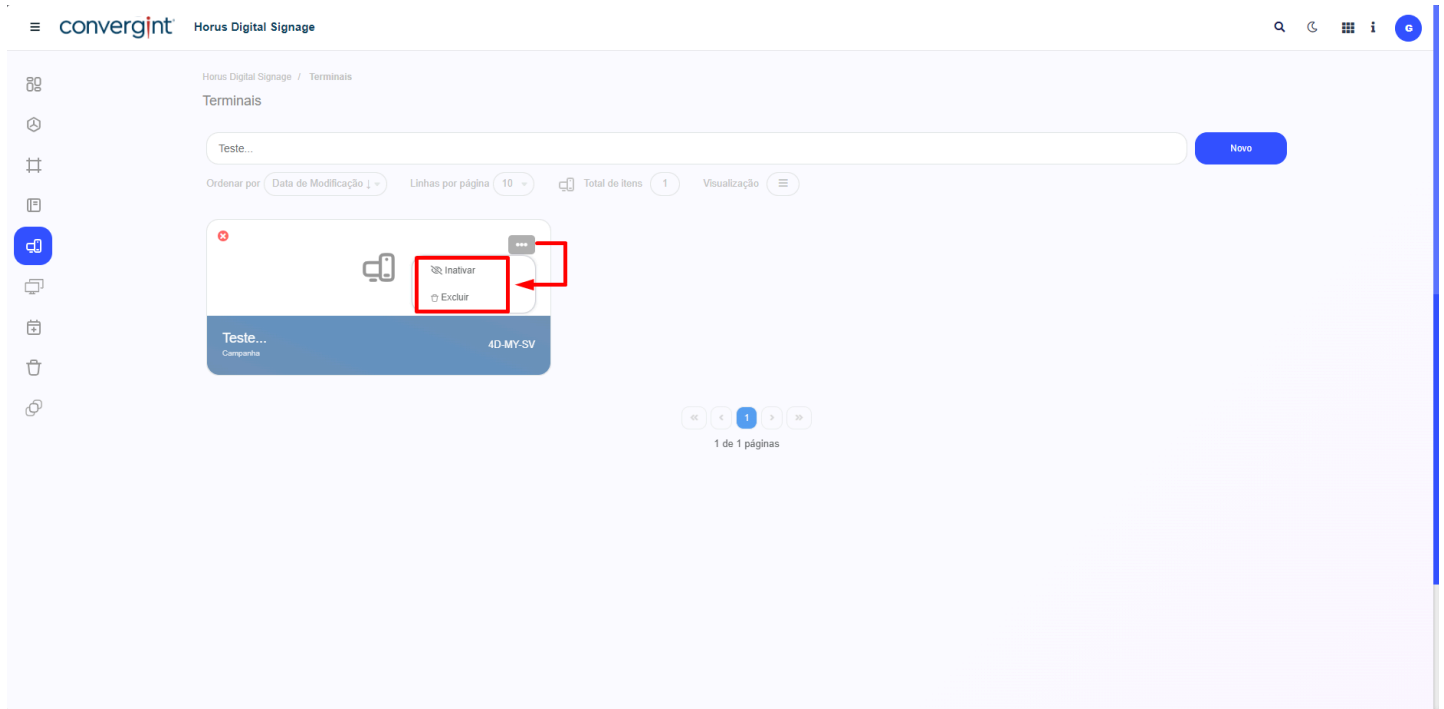 convergint Horus Digital Signage
G
Horus Digital Signage / Terminais
Terminais
Teste...
Novo
Ordenar por Data de Modificação ↓ Linhas por página 10 Total de itens 1 Visualização
Inativar
Excluir
Teste...
Campanha
4D-MY-SV
« ‹ 1 › »
1 de 1 páginas